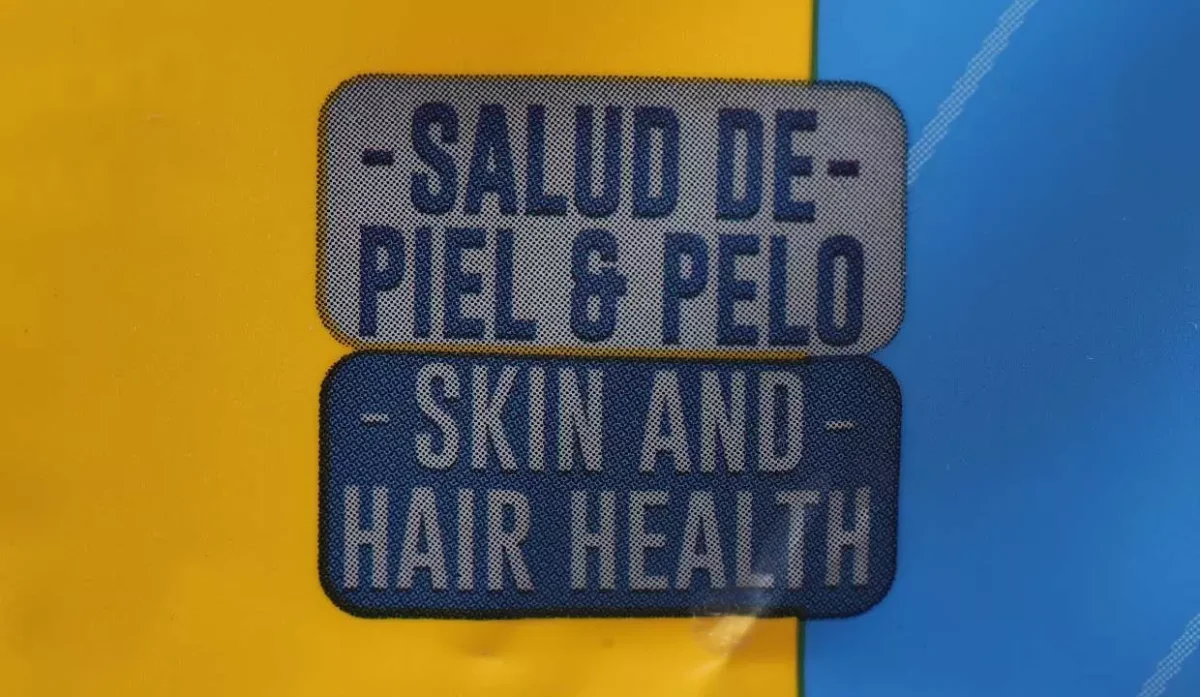 -SALUD DE-
PIEL & PELO
- SKIN AND -
HAIR HEALTH